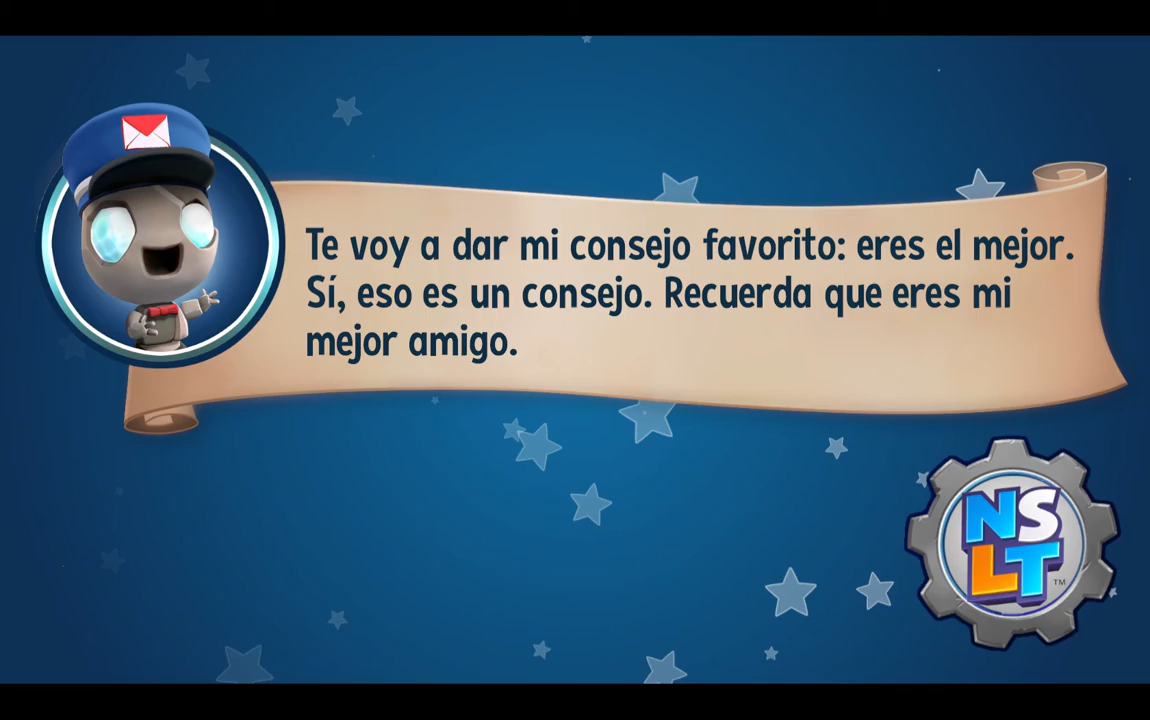 Te voy a dar mi consejo favorito: eres el mejor.
Sí, eso es un consejo. Recuerda que eres mi
mejor amigo.
NS
LT
TM